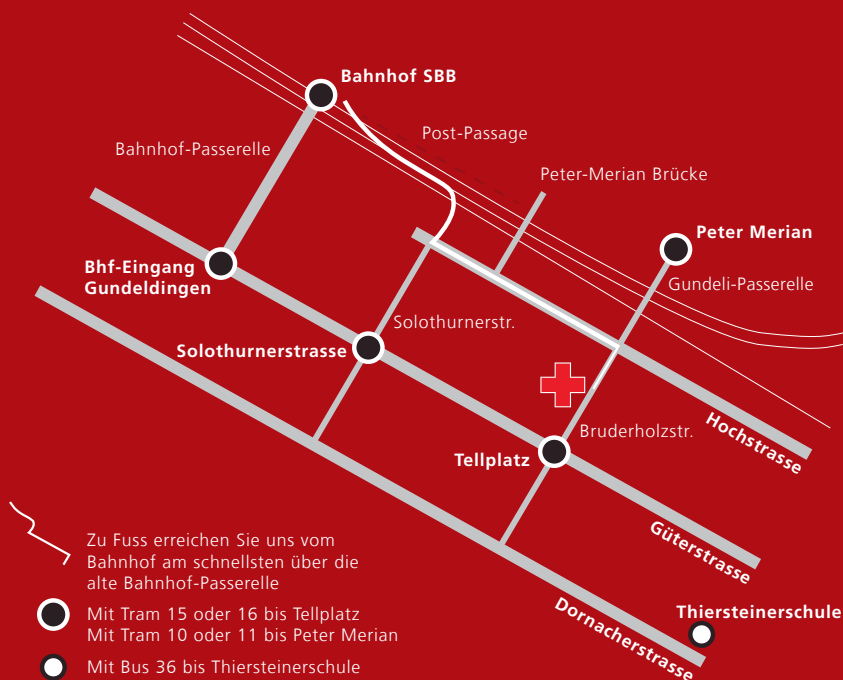 Bahnhof SBB
Post-Passage
Bahnhof-Passerelle
Peter-Merian Brücke
Peter Merian
Bhf-Eingang
Gundeldingen
Gundeli-Passerelle
Solothurnerstr.
Solothurnerstrasse
Hochstrasse
Bruderholzstr.
Tellplatz
Güterstrasse
Zu Fuss erreichen Sie uns vom
Bahnhof am schnellsten über die
alte Bahnhof-Passerelle
Dornacherstrasse
Thiersteinerschule
Mit Tram 15 oder 16 bis Tellplatz
Mit Tram 10 oder 11 bis Peter Merian
Mit Bus 36 bis Thiersteinerschule